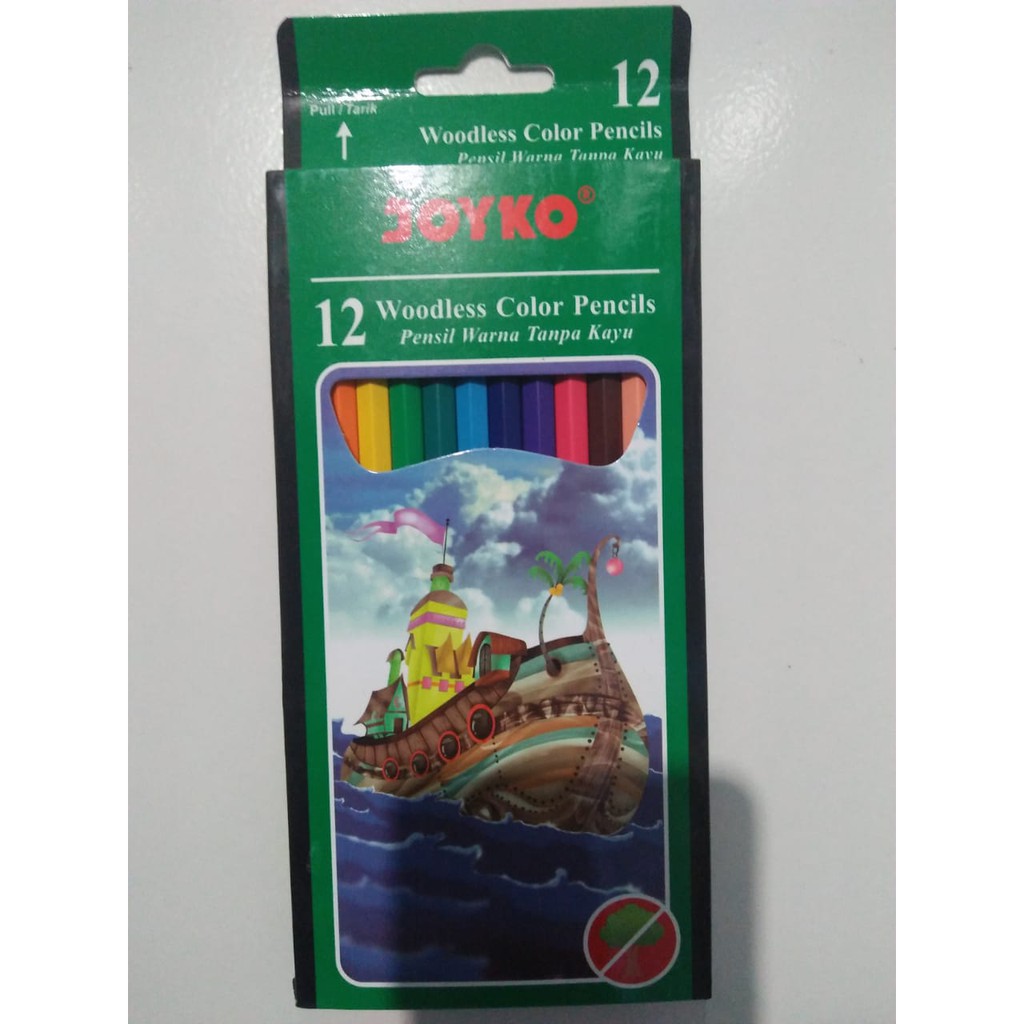 12
Pull / Tarik
Woodless Color Pencils
Pensil Warna Tanpa Kayu
JOYKO®
12 Woodless Color Pencils
Pensil Warna Tanpa Kayu